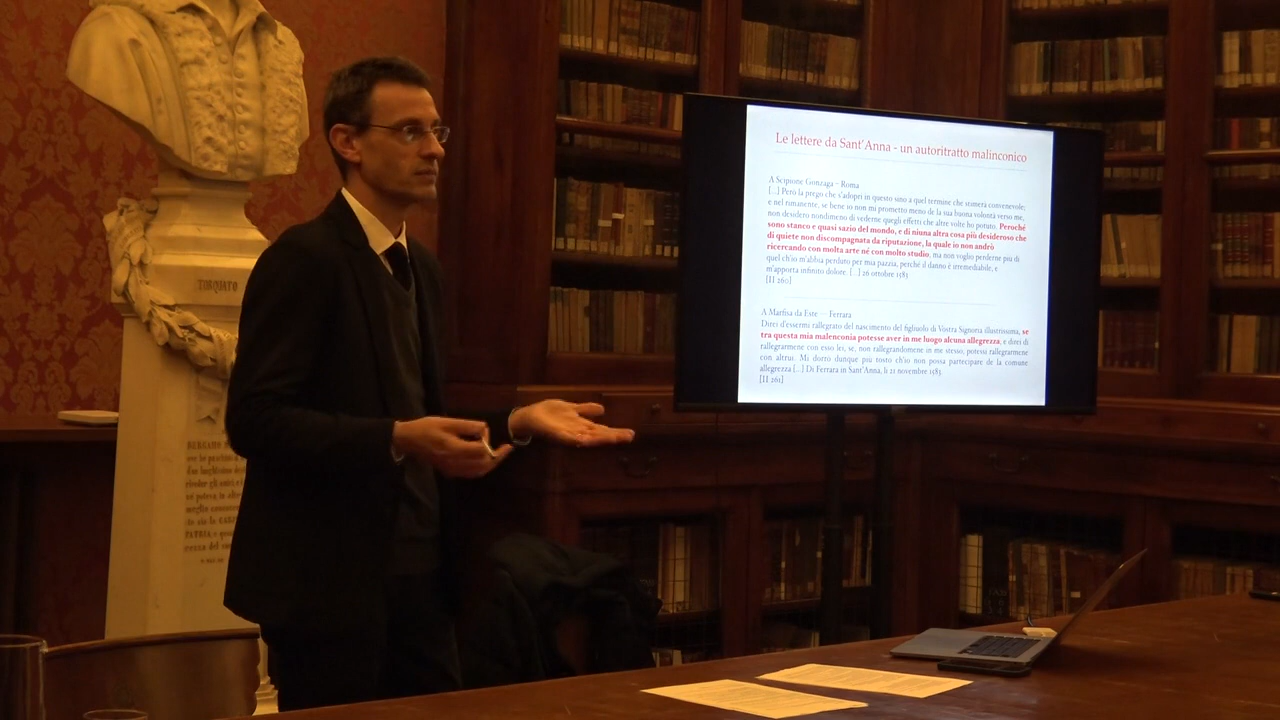 Le lettere da Sant'Anna - un autoritratto malinconico
A Scipione Gonzaga – Roma
[...] Però la prego che s'adopri in questo sino a quel termine che stimerà convenevole;
e nel rimanente, se bene io non mi prometto meno de la sua buona volontà verso me,
non desidero nondimeno di vederne quegli effetti che altre volte ho potuto. Perochè
sono stanco e quasi sazio del mondo, e di niuna altra cosa più desideroso che
di quiete non discompagnata da riputazione, la quale io non andrò
ricercando con molta arte né con molto studio, ma non voglio perderne più di
quel ch'io m'abbia perduto per mia pazzia, perché il danno è irremediabile, e
m'apporta infinito dolore. [...] 26 ottobre 1583
[II 260]
A Marfisa da Este – Ferrara
Direi d'essermi rallegrato del nascimento del figliuolo di Vostra Signoria illustrissima, se
tra questa mia malenconia potesse aver in me luogo alcuna allegrezza, e direi di
rallegrarmene con esso lei, se, non rallegrandomene in me stesso, potessi rallegrarmene
con altrui. Mi dorrò dunque più tosto ch'io non possa partecipare de la comune
allegrezza [...] Di Ferrara in Sant'Anna, li 21 novembre 1583.
[II 261]
TORQUATO
BERGAMO
PATRIA